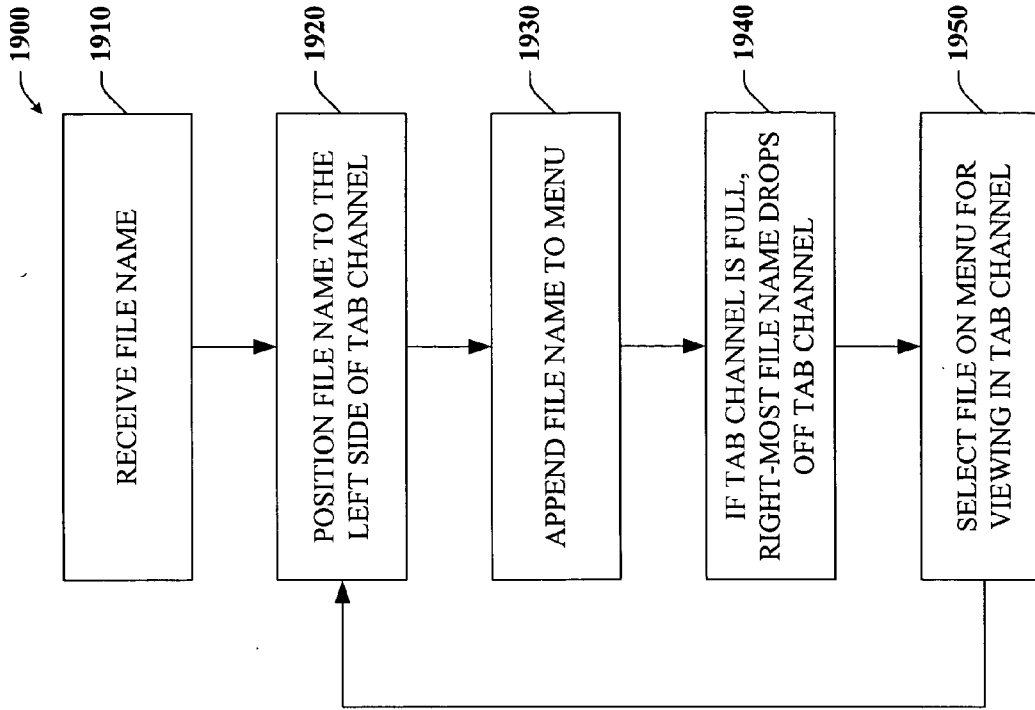 1900
1910
RECEIVE FILE NAME
1920
POSITION FILE NAME TO THE
LEFT SIDE OF TAB CHANNEL
1930
APPEND FILE NAME TO MENU
1940
IF TAB CHANNEL IS FULL,
RIGHT-MOST FILE NAME DROPS
OFF TAB CHANNEL
1950
SELECT FILE ON MENU FOR
VIEWING IN TAB CHANNEL